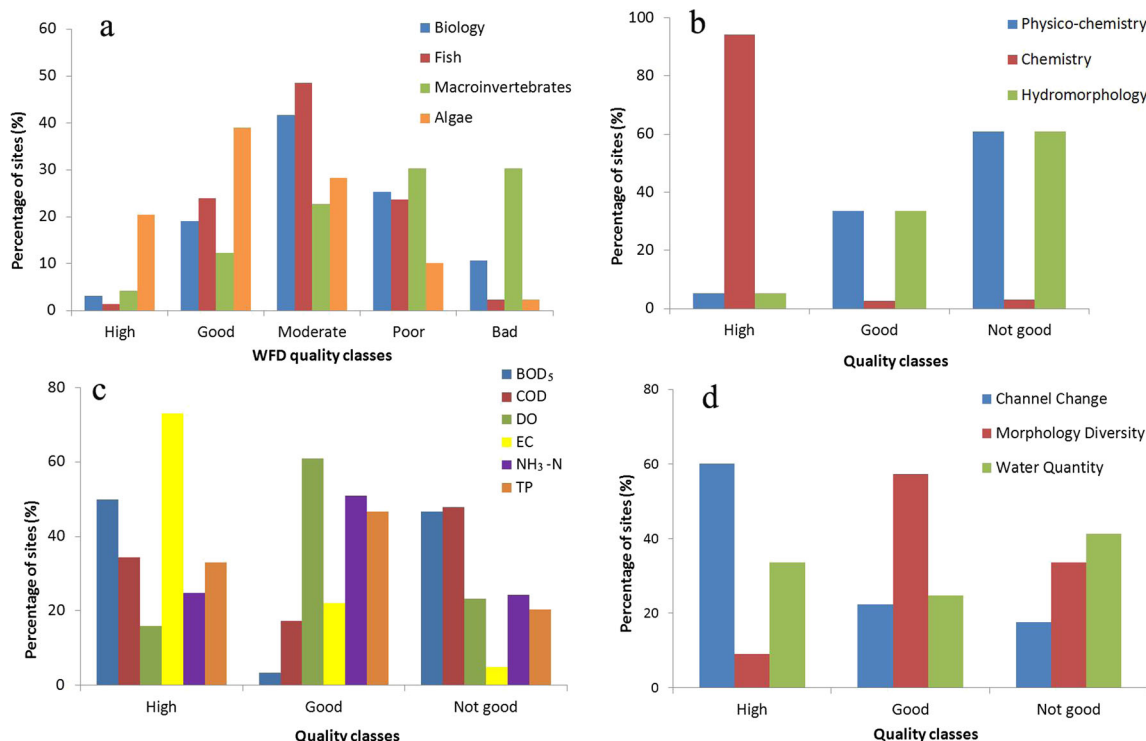 a
Percentage of sites (%)
60
50
40
30
20
10
0
Biology
Fish
Macroinvertebrates
Algae
High Good Moderate Poor Bad
WFD quality classes
b
Percentage of sites (%)
100
80
60
40
20
0
Physico-chemistry
Chemistry
Hydromorphology
High Good Not good
Quality classes
c
Percentage of sites (%)
80
60
40
20
0
BOD₅
COD
DO
EC
NH₃ -N
TP
High Good Not good
Quality classes
d
Percentage of sites (%)
80
60
40
20
0
Channel Change
Morphology Diversity
Water Quantity
High Good Not good
Quality classes